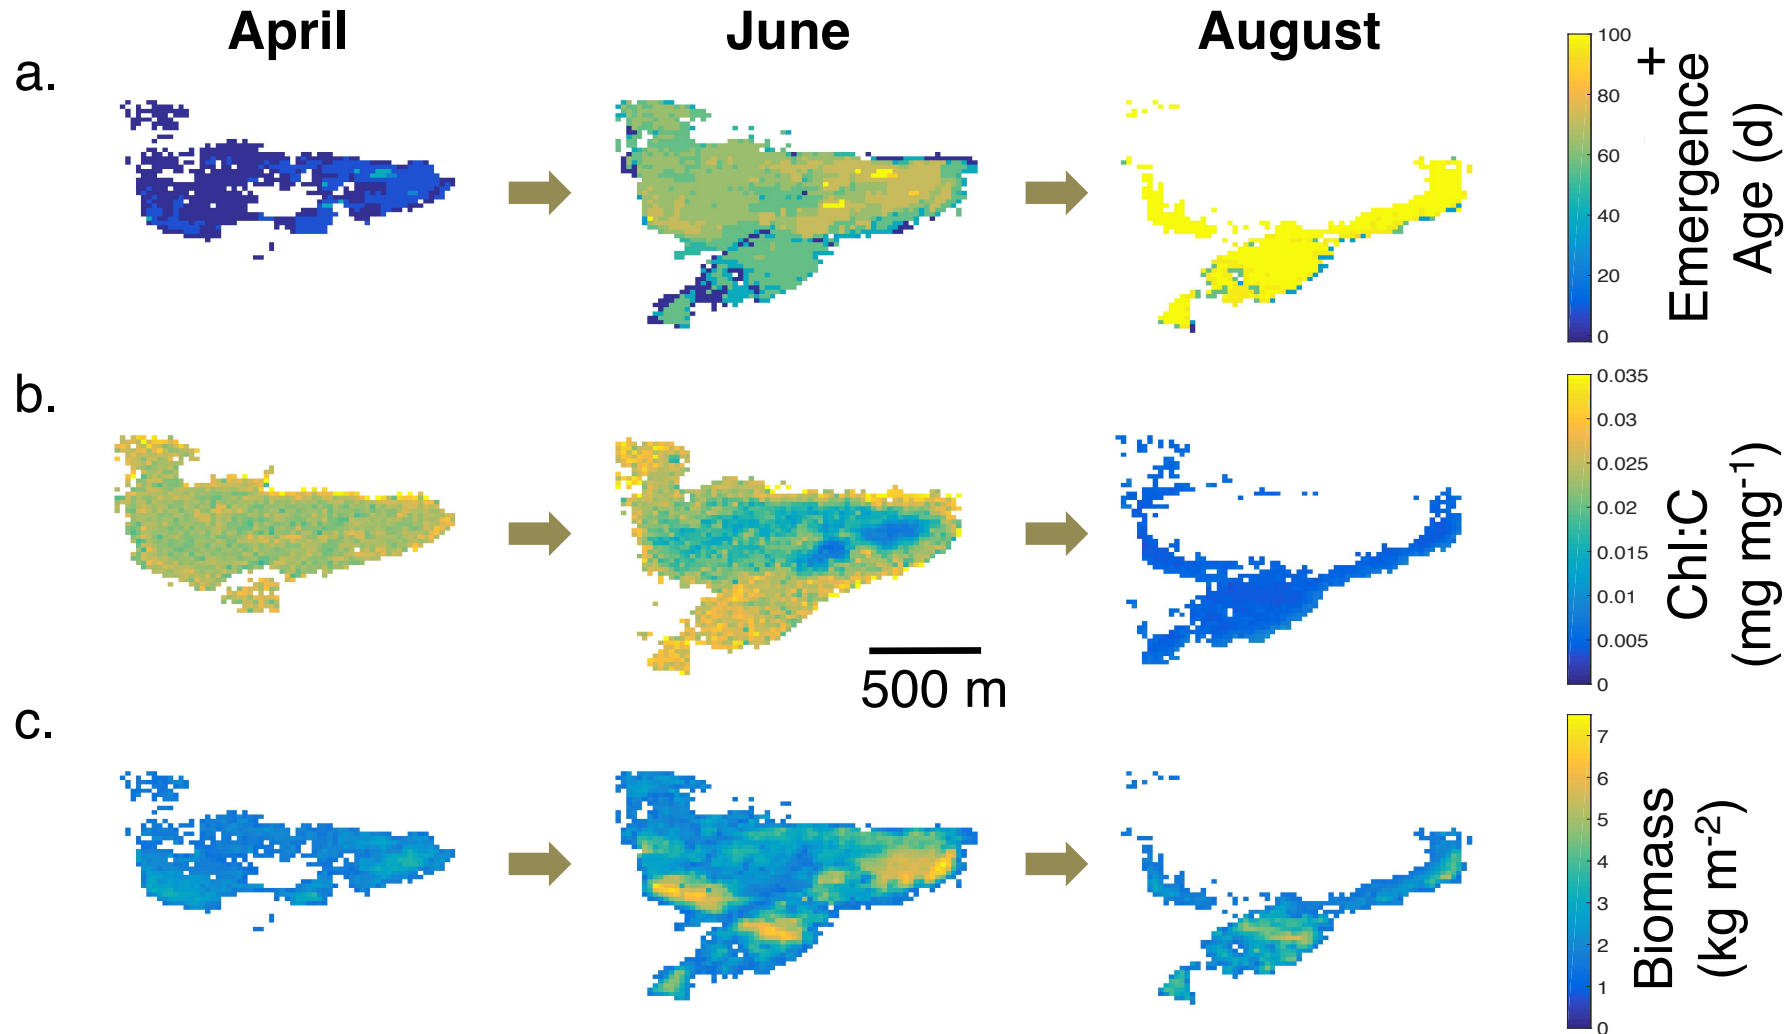 April
June
August
a.
100
80
60
40
20
0
+
Emergence
Age (d)
b.
0.035
0.03
0.025
0.02
0.015
0.01
0.005
0
Chl:C
(mg mg⁻¹)
500 m
c.
7
6
5
4
3
2
1
0
Biomass
(kg m⁻²)